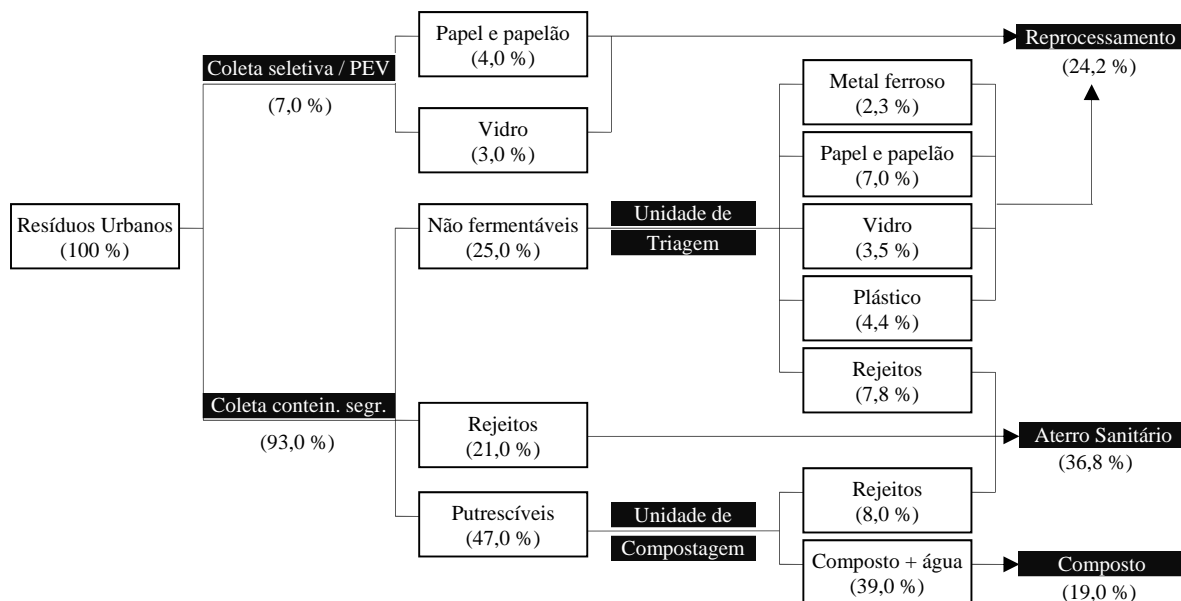 Papel e papelão
(4,0 %)
Reprocessamento
(24,2 %)
Coleta seletiva / PEV
(7,0 %)
Metal ferroso
(2,3 %)
Vidro
(3,0 %)
Papel e papelão
(7,0 %)
Resíduos Urbanos
(100 %)
Não fermentáveis
(25,0 %)
Unidade de
Triagem
Vidro
(3,5 %)
Plástico
(4,4 %)
Rejeitos
(7,8 %)
Coleta contein. segr.
(93,0 %)
Rejeitos
(21,0 %)
Aterro Sanitário
(36,8 %)
Rejeitos
(8,0 %)
Putrescíveis
(47,0 %)
Unidade de
Compostagem
Composto + água
(39,0 %)
Composto
(19,0 %)